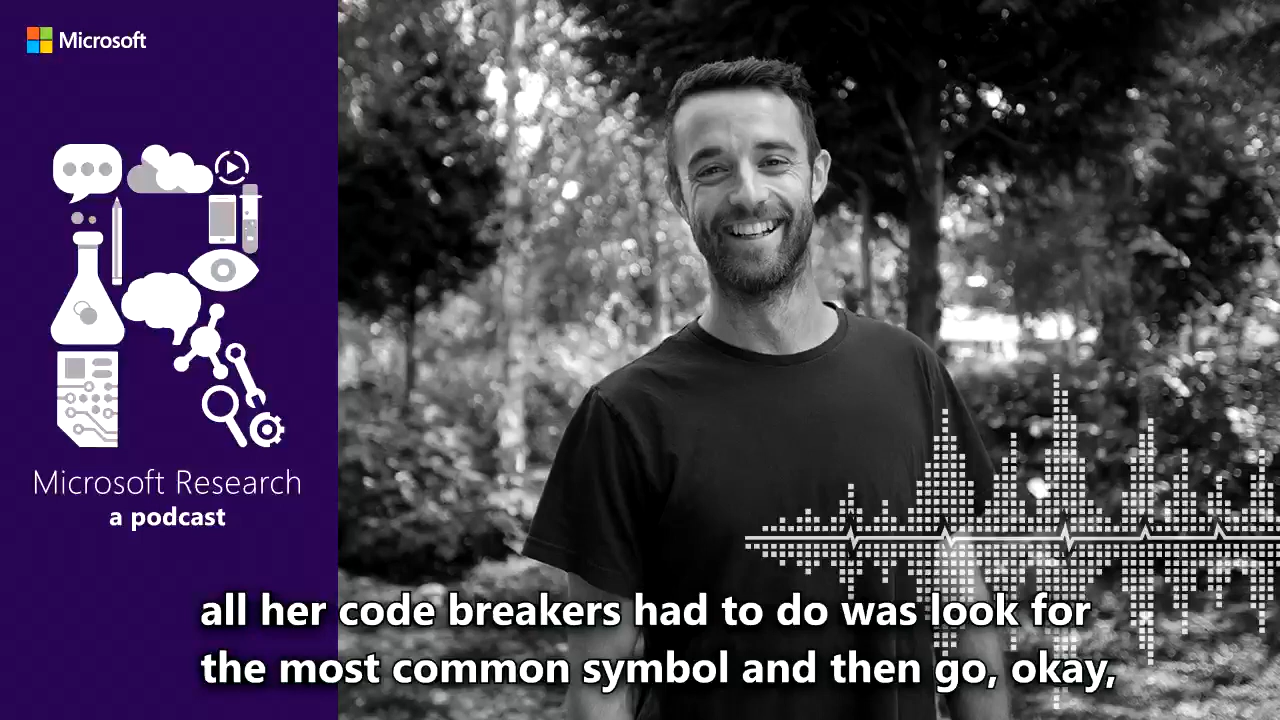 Microsoft
Microsoft Research
a podcast
all her code breakers had to do was look for
the most common symbol and then go, okay,